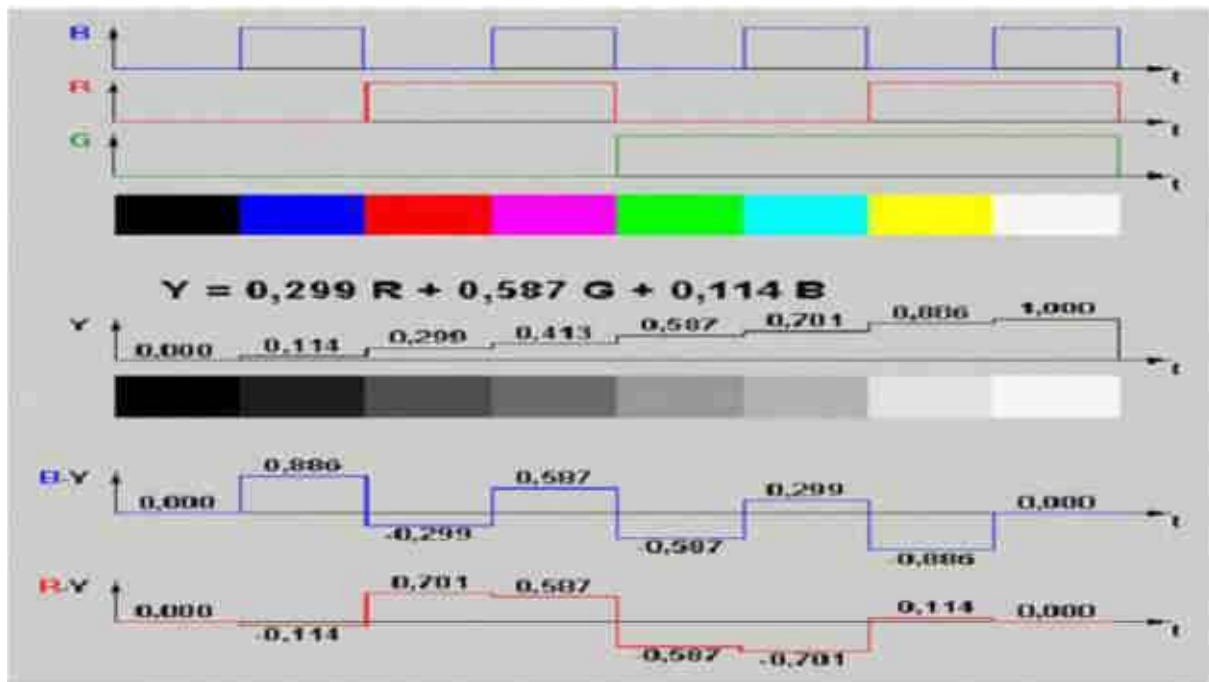 B
t
R
t
G
t
Y = 0,299 R + 0,587 G + 0,114 B
Y 0,000 0,114 0,299 0,413 0,587 0,701 0,886 1,000
t
B-Y 0,000 0,886 -0,299 0,587 -0,587 0,299 -0,886 0,000
t
R-Y 0,000 -0,114 0,701 0,587 -0,587 -0,701 0,114 0,000
t